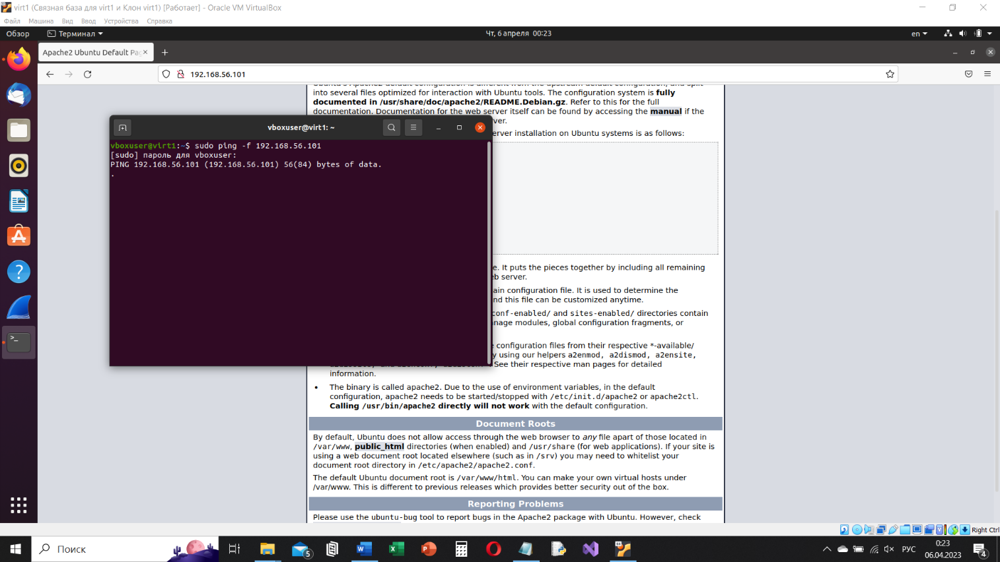 virt1 (Связная база для virt1 и Клон virt1) [Работает] - Oracle VM VirtualBox
Файл Машина Вид Ввод Устройства Справка
Обзор Терминал Чт, 6 апреля 00:23 en
Apache2 Ubuntu Default Pag
192.168.56.101
into several files optimized for interaction with Ubuntu tools. The configuration system is fully
documented in /usr/share/doc/apache2/README.Debian.gz. Refer to this for the full
documentation. Documentation for the web server itself can be found by accessing the manual if the
ver.
erver installation on Ubuntu systems is as follows:
vboxuser@virt1: ~
vboxuser@virt1:~$ sudo ping -f 192.168.56.101
[sudo] пароль для vboxuser:
PING 192.168.56.101 (192.168.56.101) 56(84) bytes of data.
.
e. It puts the pieces together by including all remaining
eb server.
ain configuration file. It is used to determine the
nd this file can be customized anytime.
conf-enabled/ and sites-enabled/ directories contain
nage modules, global configuration fragments, or
e configuration files from their respective *-available/
y using our helpers a2enmod, a2dismod, a2ensite,
See their respective man pages for detailed
information.
• The binary is called apache2. Due to the use of environment variables, in the default
configuration, apache2 needs to be started/stopped with /etc/init.d/apache2 or apache2ctl.
Calling /usr/bin/apache2 directly will not work with the default configuration.
Document Roots
By default, Ubuntu does not allow access through the web browser to any file apart of those located in
/var/www, public_html directories (when enabled) and /usr/share (for web applications). If your site is
using a web document root located elsewhere (such as in /srv) you may need to whitelist your
document root directory in /etc/apache2/apache2.conf.
The default Ubuntu document root is /var/www/html. You can make your own virtual hosts under
/var/www. This is different to previous releases which provides better security out of the box.
Reporting Problems
Please use the ubuntu-bug tool to report bugs in the Apache2 package with Ubuntu. However, check
Right Ctrl
Поиск
5
РУС
0:23
06.04.2023
4